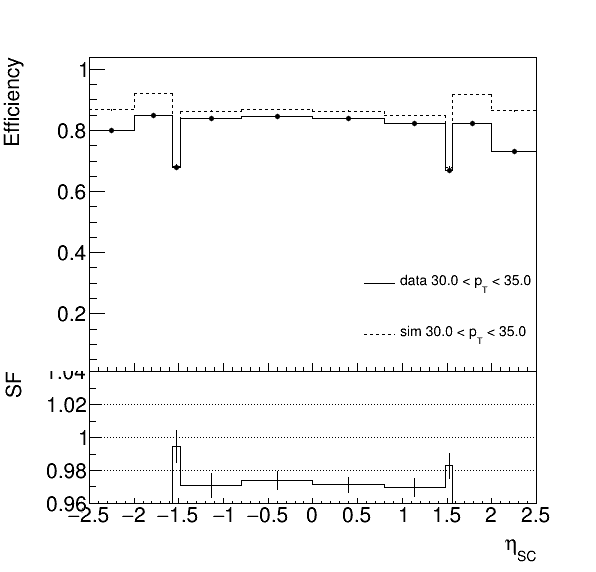 Efficiency
1
0.8
0.6
0.4
0.2
data 30.0 < p_T < 35.0
sim 30.0 < p_T < 35.0
SF
1.04
1.02
1
0.98
0.96
−2.5 −2 −1.5 −1 −0.5 0 0.5 1 1.5 2 2.5
η_SC